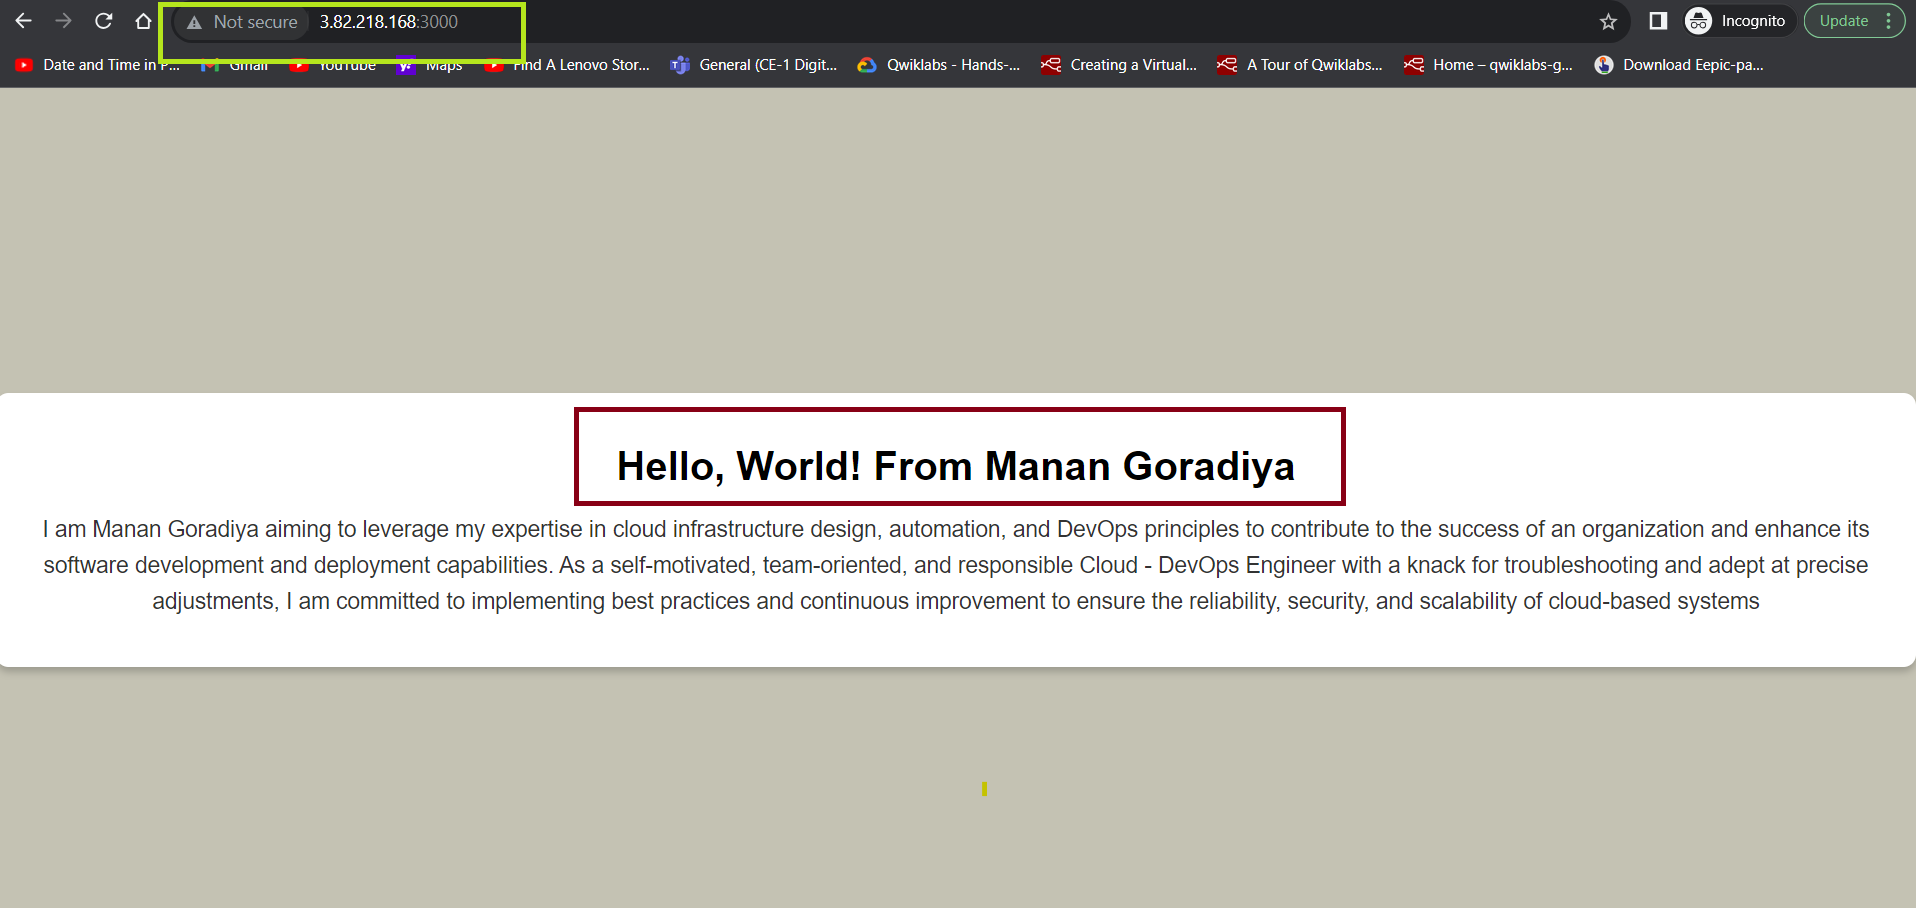 Not secure 3.82.218.168:3000
Incognito
Update
Date and Time in P...
Gmail
YouTube
Maps
Find A Lenovo Stor...
General (CE-1 Digit...
Qwiklabs - Hands-...
Creating a Virtual...
A Tour of Qwiklabs...
Home – qwiklabs-g...
Download Eepic-pa...
Hello, World! From Manan Goradiya
I am Manan Goradiya aiming to leverage my expertise in cloud infrastructure design, automation, and DevOps principles to contribute to the success of an organization and enhance its
software development and deployment capabilities. As a self-motivated, team-oriented, and responsible Cloud - DevOps Engineer with a knack for troubleshooting and adept at precise
adjustments, I am committed to implementing best practices and continuous improvement to ensure the reliability, security, and scalability of cloud-based systems